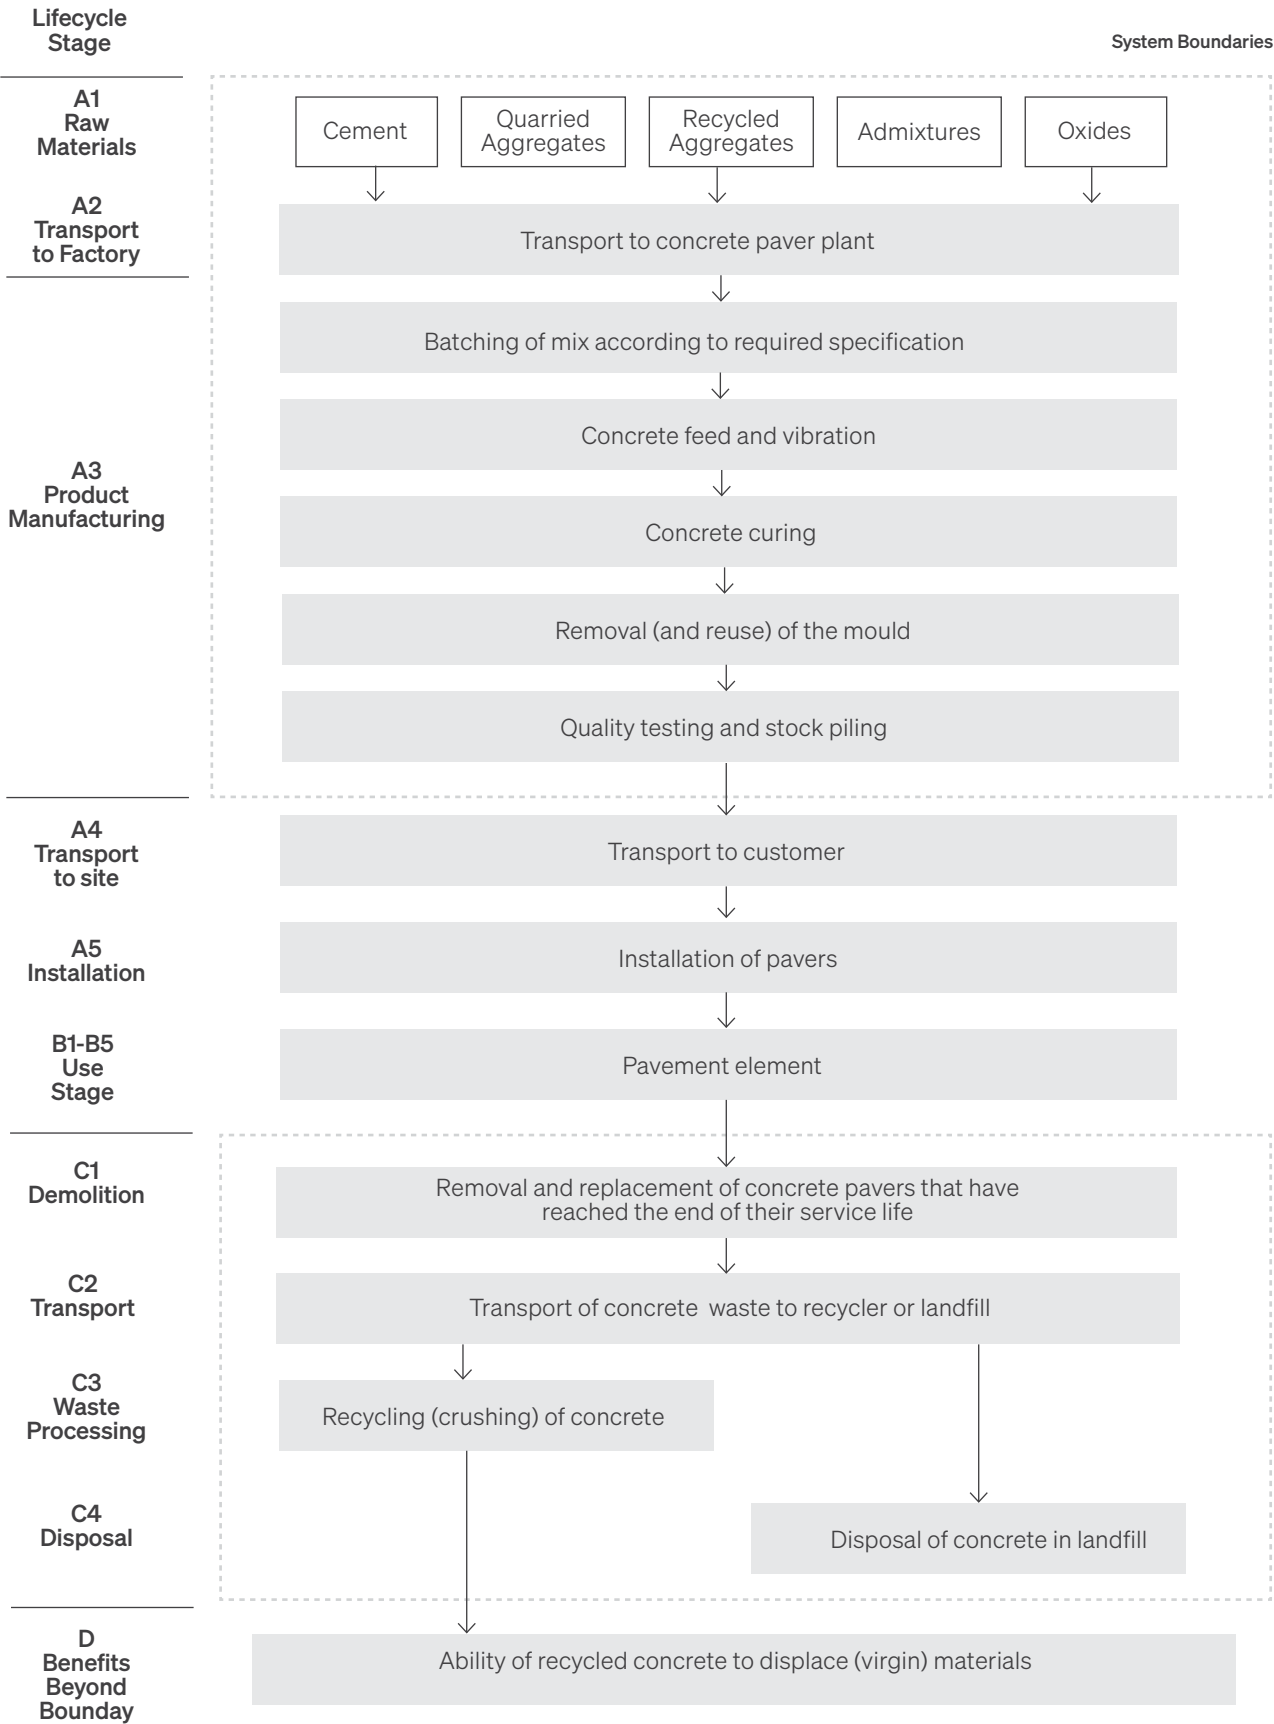 Lifecycle
Stage
System Boundaries
A1
Raw
Materials
Cement
Quarried
Aggregates
Recycled
Aggregates
Admixtures
Oxides
A2
Transport
to Factory
Transport to concrete paver plant
Batching of mix according to required specification
Concrete feed and vibration
A3
Product
Manufacturing
Concrete curing
Removal (and reuse) of the mould
Quality testing and stock piling
A4
Transport
to site
Transport to customer
A5
Installation
Installation of pavers
B1-B5
Use
Stage
Pavement element
C1
Demolition
Removal and replacement of concrete pavers that have
reached the end of their service life
C2
Transport
Transport of concrete waste to recycler or landfill
C3
Waste
Processing
Recycling (crushing) of concrete
C4
Disposal
Disposal of concrete in landfill
D
Benefits
Beyond
Bounday
Ability of recycled concrete to displace (virgin) materials